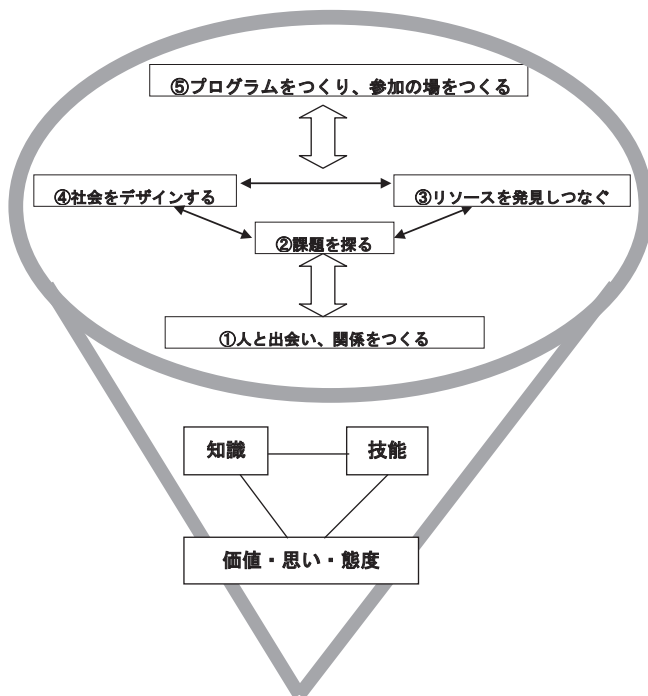 ⑤プログラムをつくり、参加の場をつくる
④社会をデザインする
③リソースを発見しつなぐ
②課題を探る
①人と出会い、関係をつくる
知識
技能
価値・思い・態度